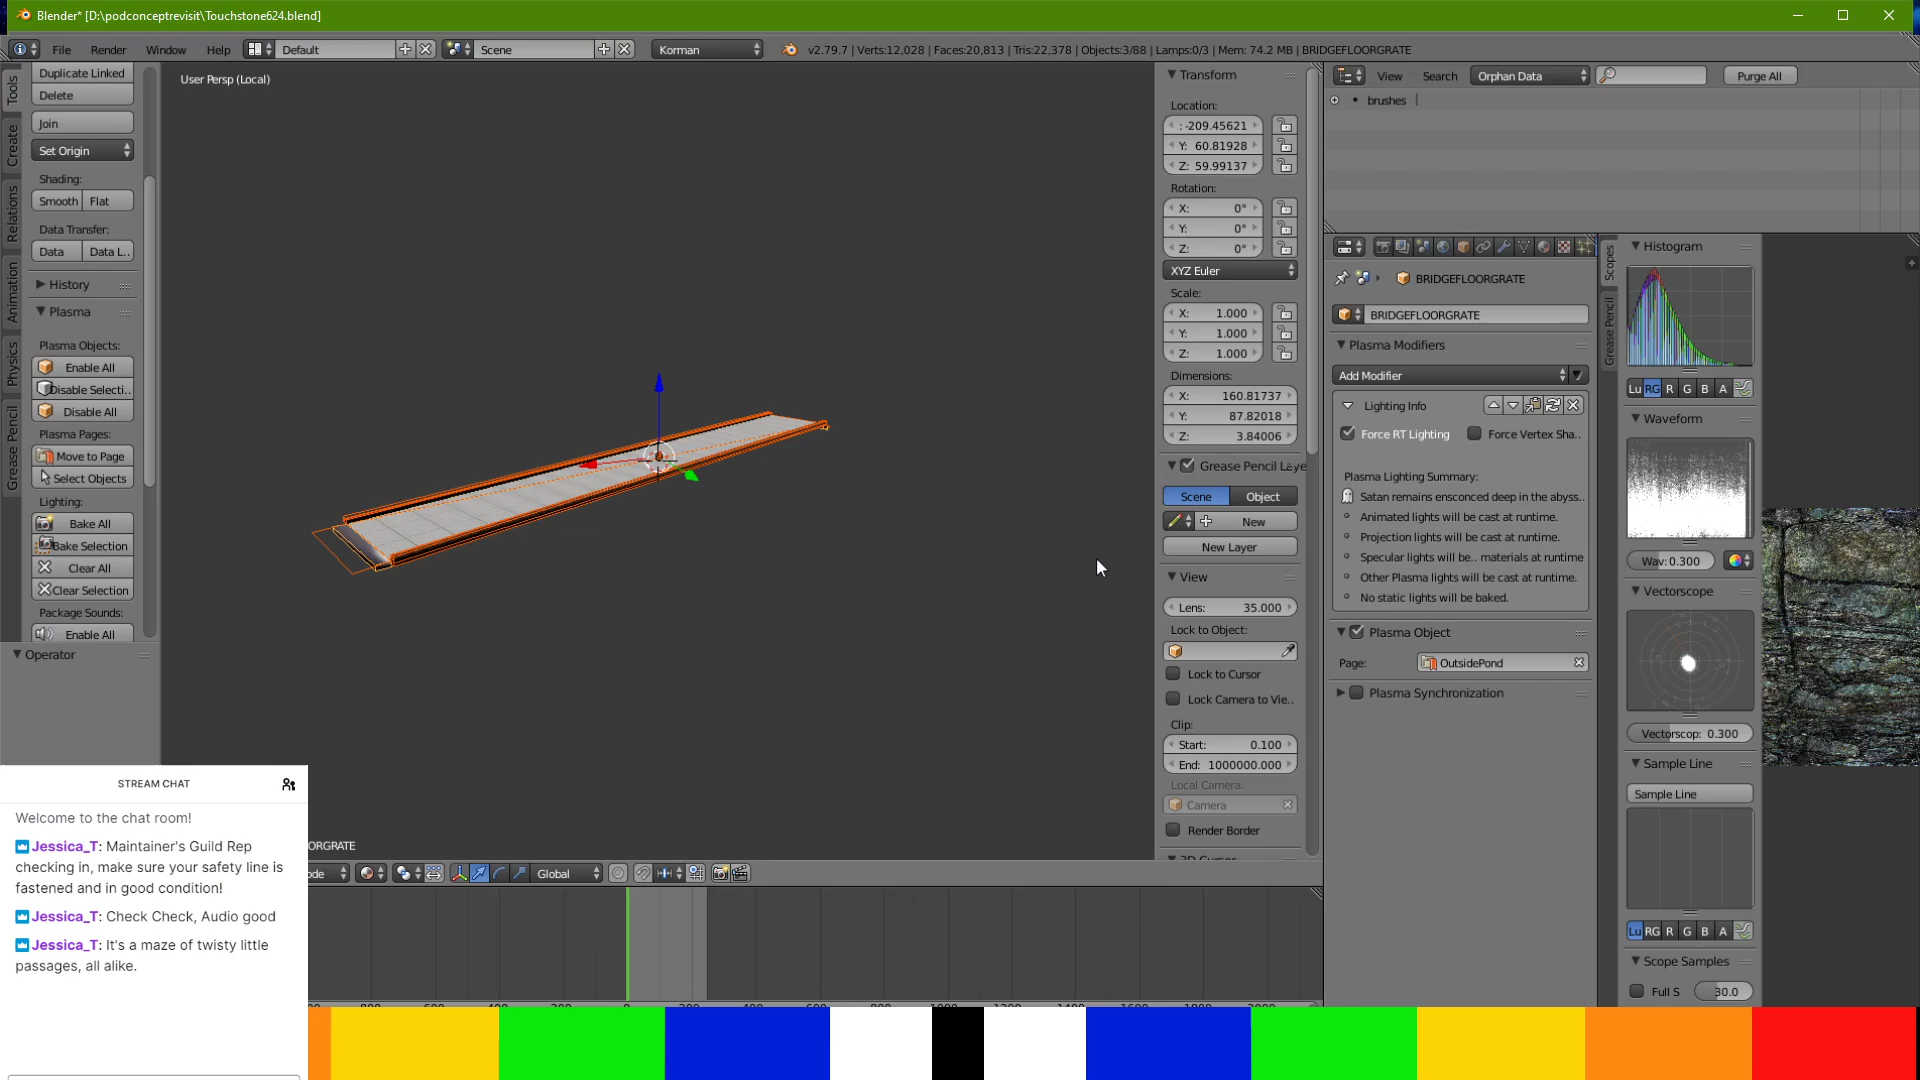 Blender* [D:\podconceptrevisit\Touchstone624.blend]
File Render Window Help Default Scene Korman v2.79.7 | Verts:12,028 | Faces:20,813 | Tris:22,378 | Objects:3/88 | Lamps:0/3 | Mem: 74.2 MB | BRIDGEFLOORGRATE
Tools
Create
Relations
Animation
Physics
Grease Pencil
Duplicate Linked
Delete
Join
Set Origin
Shading:
Smooth Flat
Data Transfer:
Data Data L..
History
Plasma
Plasma Objects:
Enable All
Disable Selecti..
Disable All
Plasma Pages:
Move to Page
Select Objects
Lighting:
Bake All
Bake Selection
Clear All
Clear Selection
Package Sounds:
Enable All
Operator
User Persp (Local)
ORGRATE
ode Global
Transform
Location:
: -209.45621
Y: 60.81928
Z: 59.99137
Rotation:
X: 0°
Y: 0°
Z: 0°
XYZ Euler
Scale:
X: 1.000
Y: 1.000
Z: 1.000
Dimensions:
X: 160.81737
Y: 87.82018
Z: 3.84006
Grease Pencil Laye
Scene Object
New
New Layer
View
Lens: 35.000
Lock to Object:
Lock to Cursor
Lock Camera to Vie..
Clip:
Start: 0.100
End: 1000000.000
Local Camera:
Camera
Render Border
View Search Orphan Data Purge All
brushes
BRIDGEFLOORGRATE
BRIDGEFLOORGRATE
Plasma Modifiers
Add Modifier
Lighting Info
Force RT Lighting Force Vertex Sha..
Plasma Lighting Summary:
Satan remains ensconced deep in the abyss..
Animated lights will be cast at runtime.
Projection lights will be cast at runtime.
Specular lights will be.. materials at runtime
Other Plasma lights will be cast at runtime.
No static lights will be baked.
Plasma Object
Page: OutsidePond
Plasma Synchronization
Scopes
Grease Pencil
Histogram
Lu RG R G B A
Waveform
Wav: 0.300
Vectorscope
Vectorscop: 0.300
Sample Line
Sample Line
Lu RG R G B A
Scope Samples
Full S 30.0
STREAM CHAT
Welcome to the chat room!
Jessica_T: Maintainer's Guild Rep
checking in, make sure your safety line is
fastened and in good condition!
Jessica_T: Check Check, Audio good
Jessica_T: It's a maze of twisty little
passages, all alike.